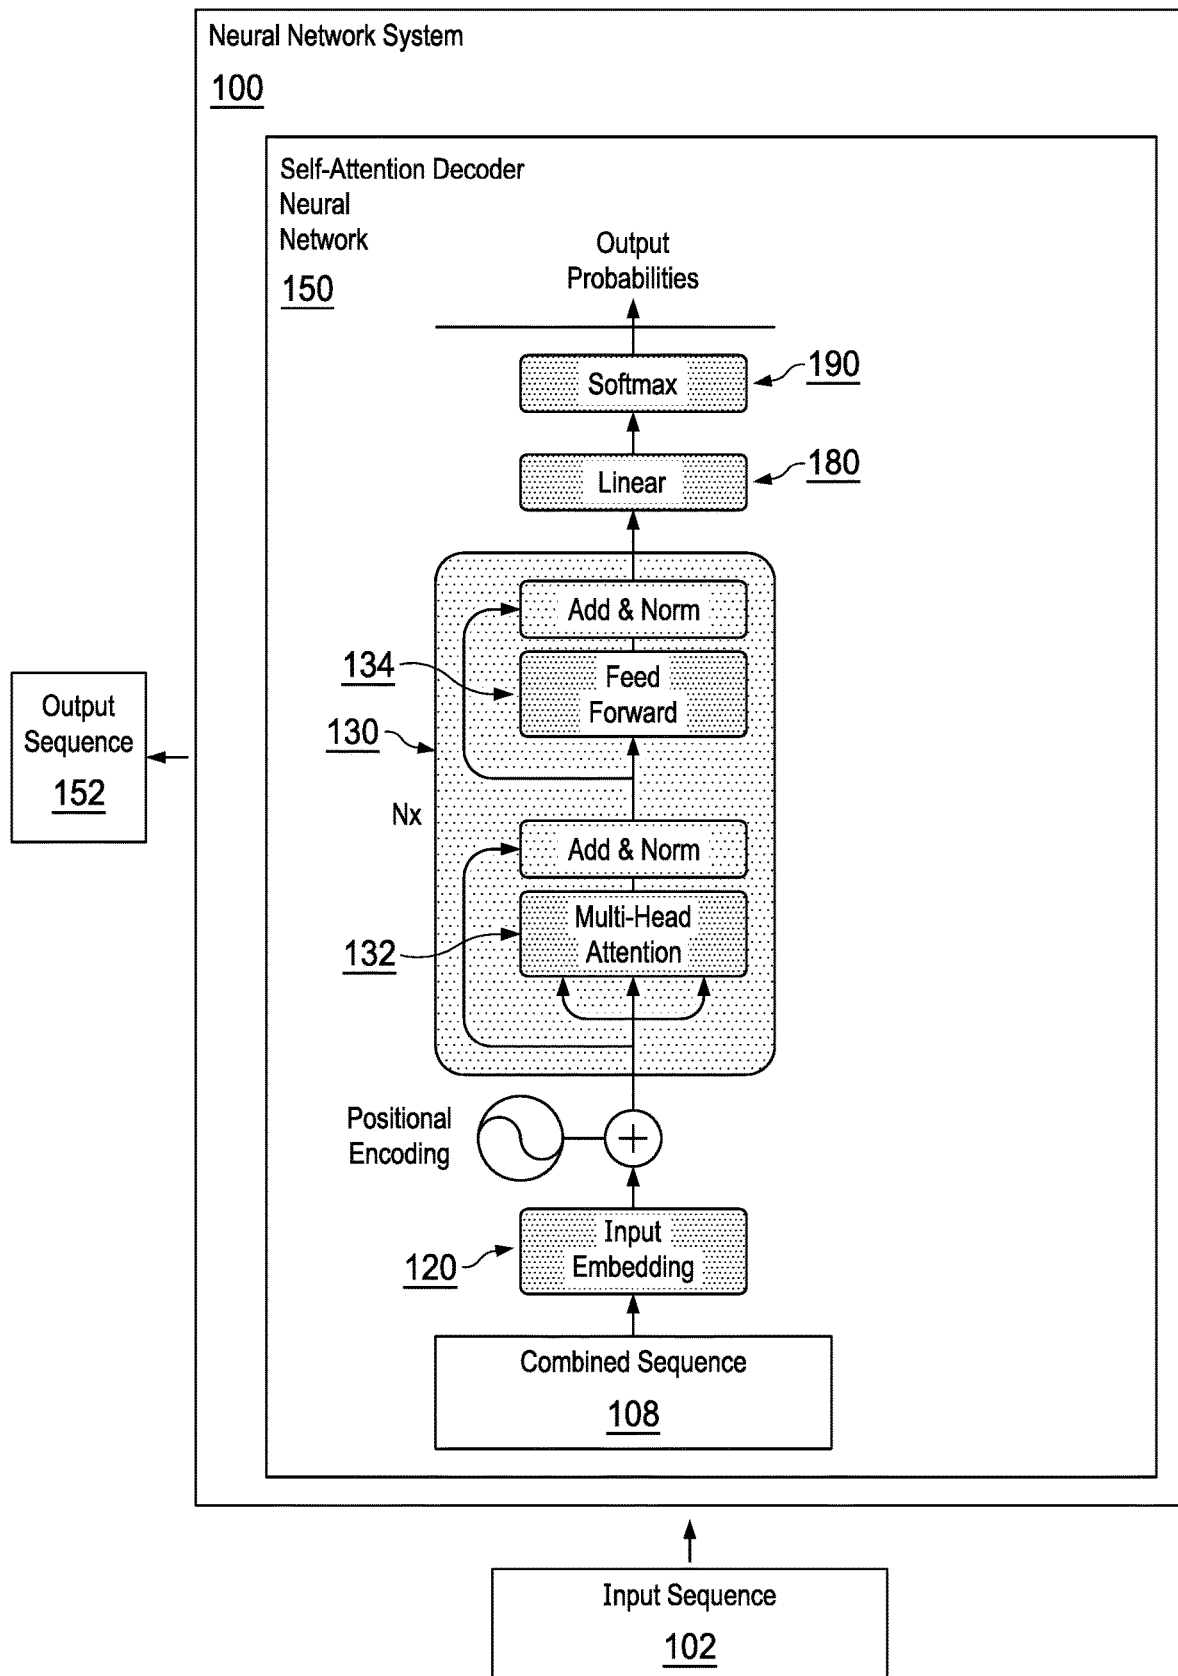 Neural Network System
100
Self-Attention Decoder
Neural
Network
150
Output
Probabilities
Softmax
190
Linear
180
Add & Norm
134
Feed
Forward
130
Nx
Add & Norm
Multi-Head
Attention
132
Output
Sequence
152
Positional
Encoding
Input
Embedding
120
Combined Sequence
108
Input Sequence
102